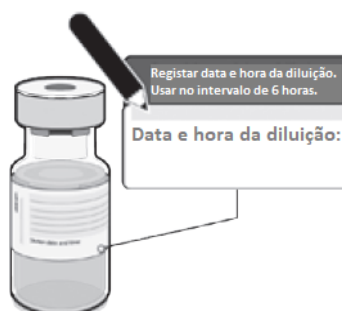 Registar data e hora da diluição.
Usar no intervalo de 6 horas.
Data e hora da diluição: